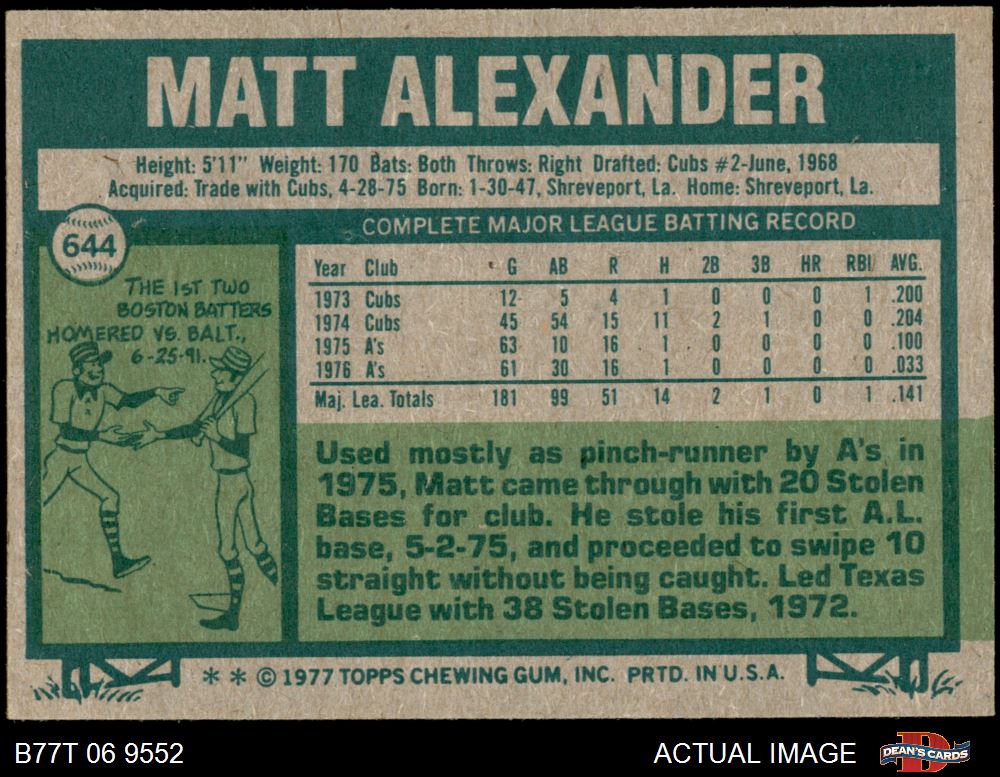 MATT ALEXANDER
Height: 5'11" Weight: 170 Bats: Both Throws: Right Drafted: Cubs #2-June, 1968
Acquired: Trade with Cubs, 4-28-75 Born: 1-30-47, Shreveport, La. Home: Shreveport, La.
644
THE 1ST TWO
BOSTON BATTERS
HOMERED VS. BALT.,
6-25-91.
COMPLETE MAJOR LEAGUE BATTING RECORD
Year Club G AB R H 2B 3B HR RBI AVG.
1973 Cubs 12 5 4 1 0 0 0 1 .200
1974 Cubs 45 54 15 11 2 1 0 0 .204
1975 A's 63 10 16 1 0 0 0 0 .100
1976 A's 61 30 16 1 0 0 0 0 .033
Maj. Lea. Totals 181 99 51 14 2 1 0 1 .141
Used mostly as pinch-runner by A's in
1975, Matt came through with 20 Stolen
Bases for club. He stole his first A.L.
base, 5-2-75, and proceeded to swipe 10
straight without being caught. Led Texas
League with 38 Stolen Bases, 1972.
** © 1977 TOPPS CHEWING GUM, INC. PRTD. IN U.S.A.
B77T 06 9552
ACTUAL IMAGE
D
DEAN'S CARDS